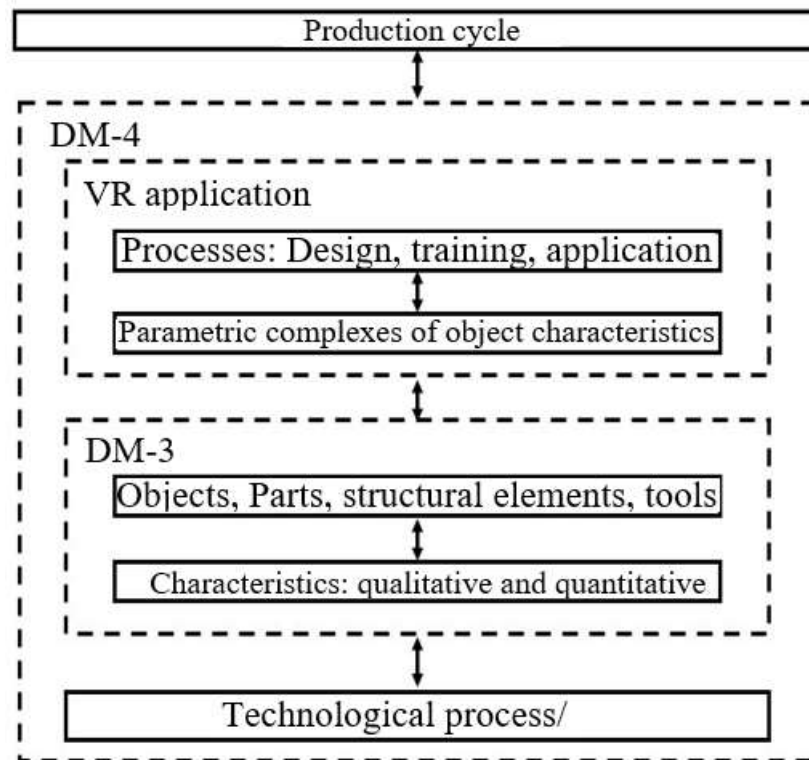 Production cycle
DM-4
VR application
Processes: Design, training, application
Parametric complexes of object characteristics
DM-3
Objects, Parts, structural elements, tools
Characteristics: qualitative and quantitative
Technological process/